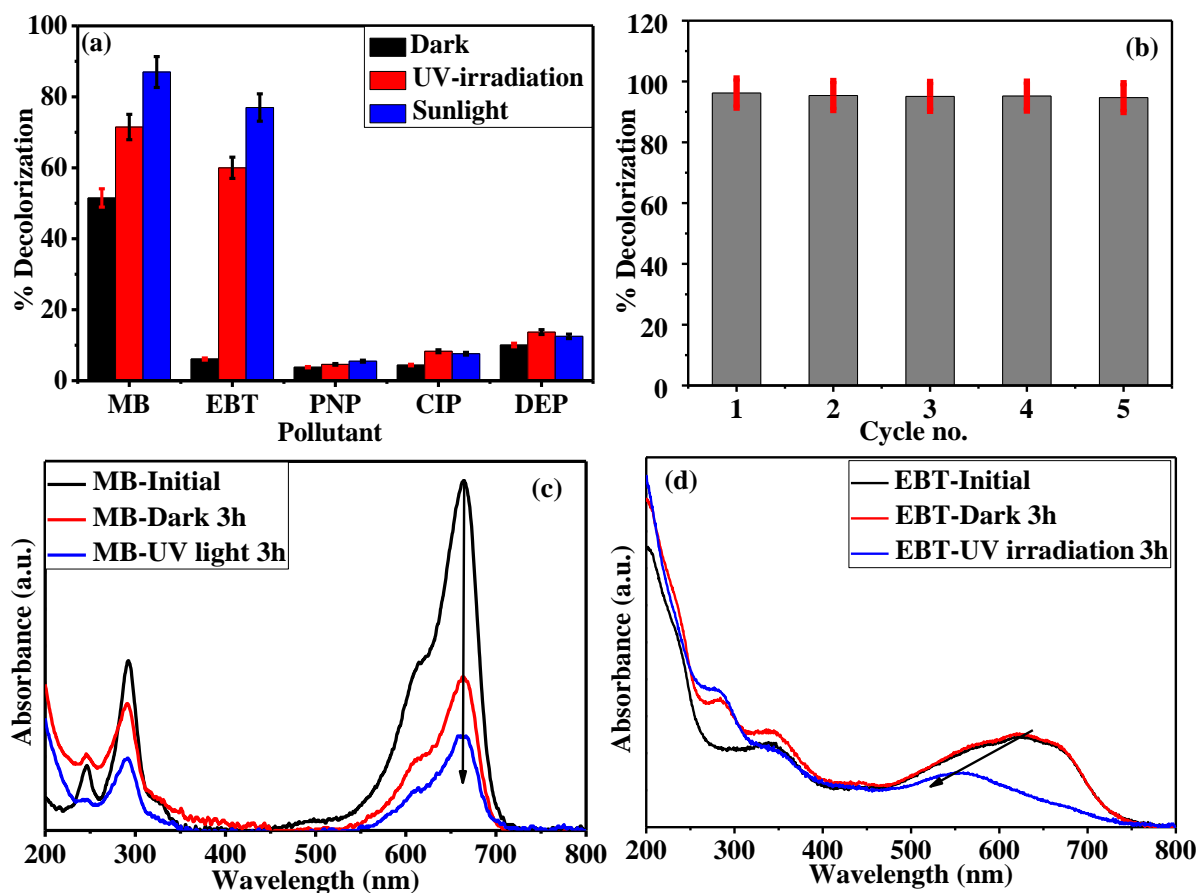 (a)
Dark
UV-irradiation
Sunlight
% Decolorization
100
80
60
40
20
0
MB EBT PNP CIP DEP
Pollutant
(b)
% Decolorization
120
100
80
60
40
20
0
1 2 3 4 5
Cycle no.
MB-Initial
MB-Dark 3h
MB-UV light 3h
(c)
Absorbance (a.u.)
200 300 400 500 600 700 800
Wavelength (nm)
(d)
EBT-Initial
EBT-Dark 3h
EBT-UV irradiation 3h
Absorbance (a.u.)
200 300 400 500 600 700 800
Wavelength (nm)